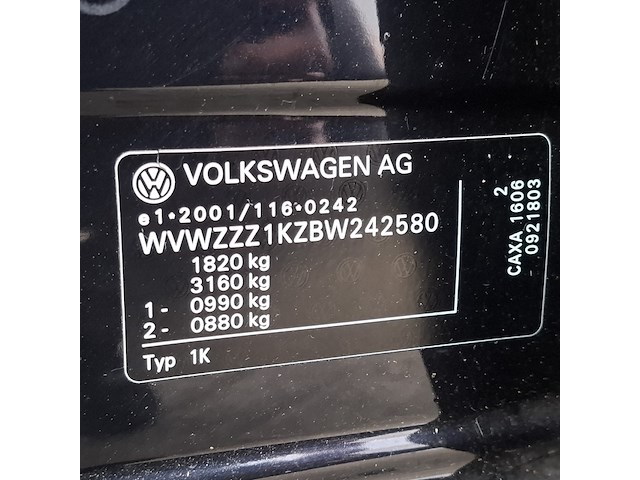 VOLKSWAGEN AG
e1*2001/116*0242
WVWZZZ1KZBW242580
1820 kg
3160 kg
1- 0990 kg
2- 0880 kg
Typ 1K
2
CAXA 1606
0921803